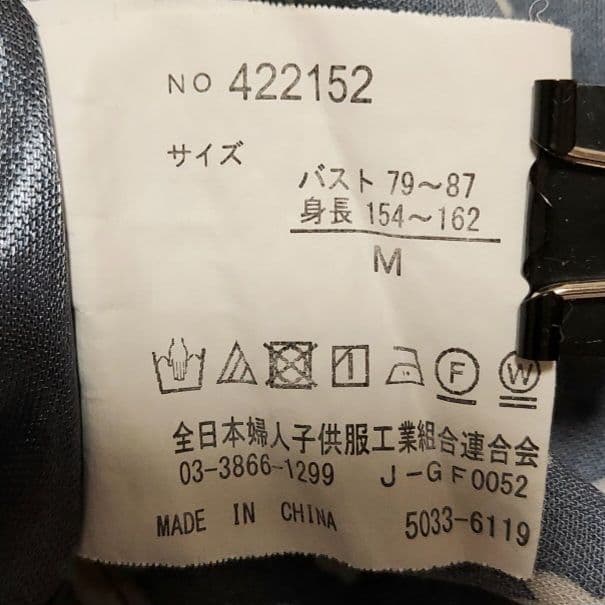 NO 422152
サイズ
バスト 79～87
身長 154～162
M
F W
全日本婦人子供服工業組合連合会
03-3866-1299 J-GF0052
MADE IN CHINA 5033-6119